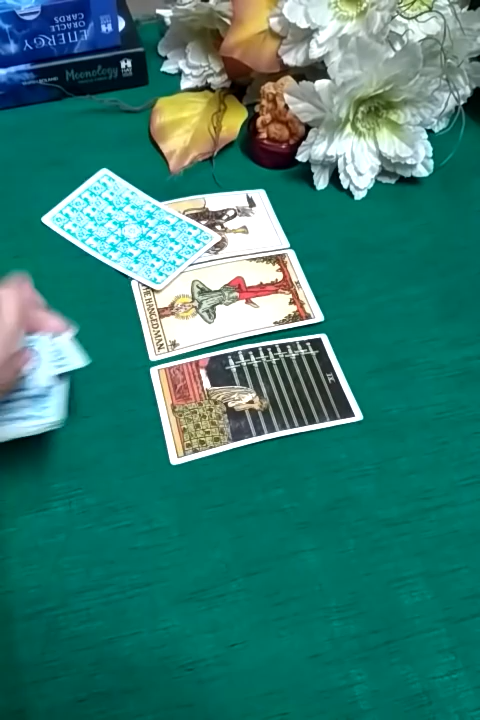 ENERGY
ORACLE
CARDS
Moonology
THE HANGED MAN.
IX